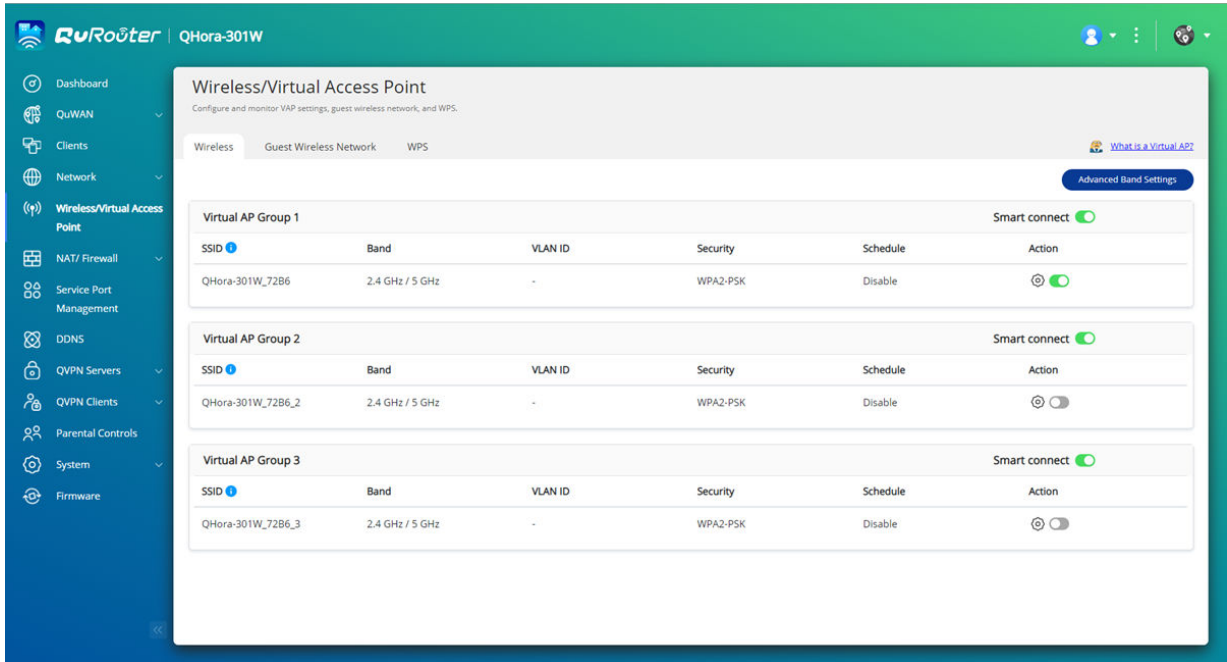 QuRouter | QHora-301W
Dashboard
QuWAN
Clients
Network
Wireless/Virtual Access
Point
NAT/ Firewall
Service Port
Management
DDNS
QVPN Servers
QVPN Clients
Parental Controls
System
Firmware
Wireless/Virtual Access Point
Configure and monitor VAP settings, guest wireless network, and WPS.
Wireless Guest Wireless Network WPS What is a Virtual AP?
Advanced Band Settings
Virtual AP Group 1 Smart connect
SSID Band VLAN ID Security Schedule Action
QHora-301W_72B6 2.4 GHz / 5 GHz - WPA2-PSK Disable
Virtual AP Group 2 Smart connect
SSID Band VLAN ID Security Schedule Action
QHora-301W_72B6_2 2.4 GHz / 5 GHz - WPA2-PSK Disable
Virtual AP Group 3 Smart connect
SSID Band VLAN ID Security Schedule Action
QHora-301W_72B6_3 2.4 GHz / 5 GHz - WPA2-PSK Disable